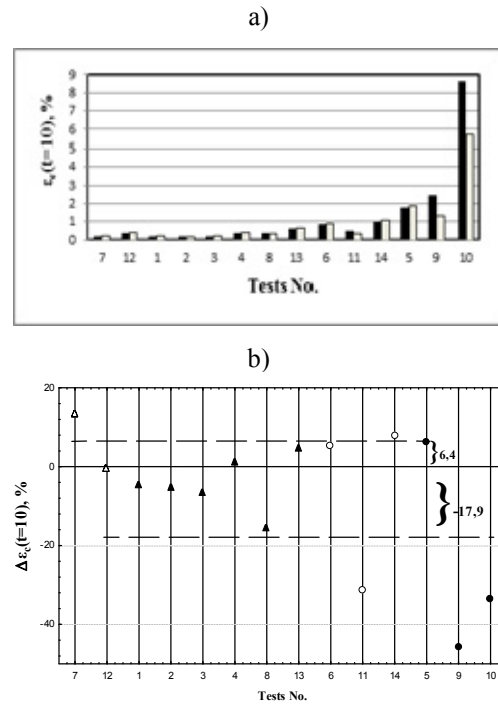 a)
9
8
7
6
5
4
3
2
1
0
εc(t=10), %
7 12 1 2 3 4 8 13 6 11 14 5 9 10
Tests No.
b)
20
0
-20
-40
Δεc(t=10), %
}6,4
}-17,9
7 12 1 2 3 4 8 13 6 11 14 5 9 10
Tests No.